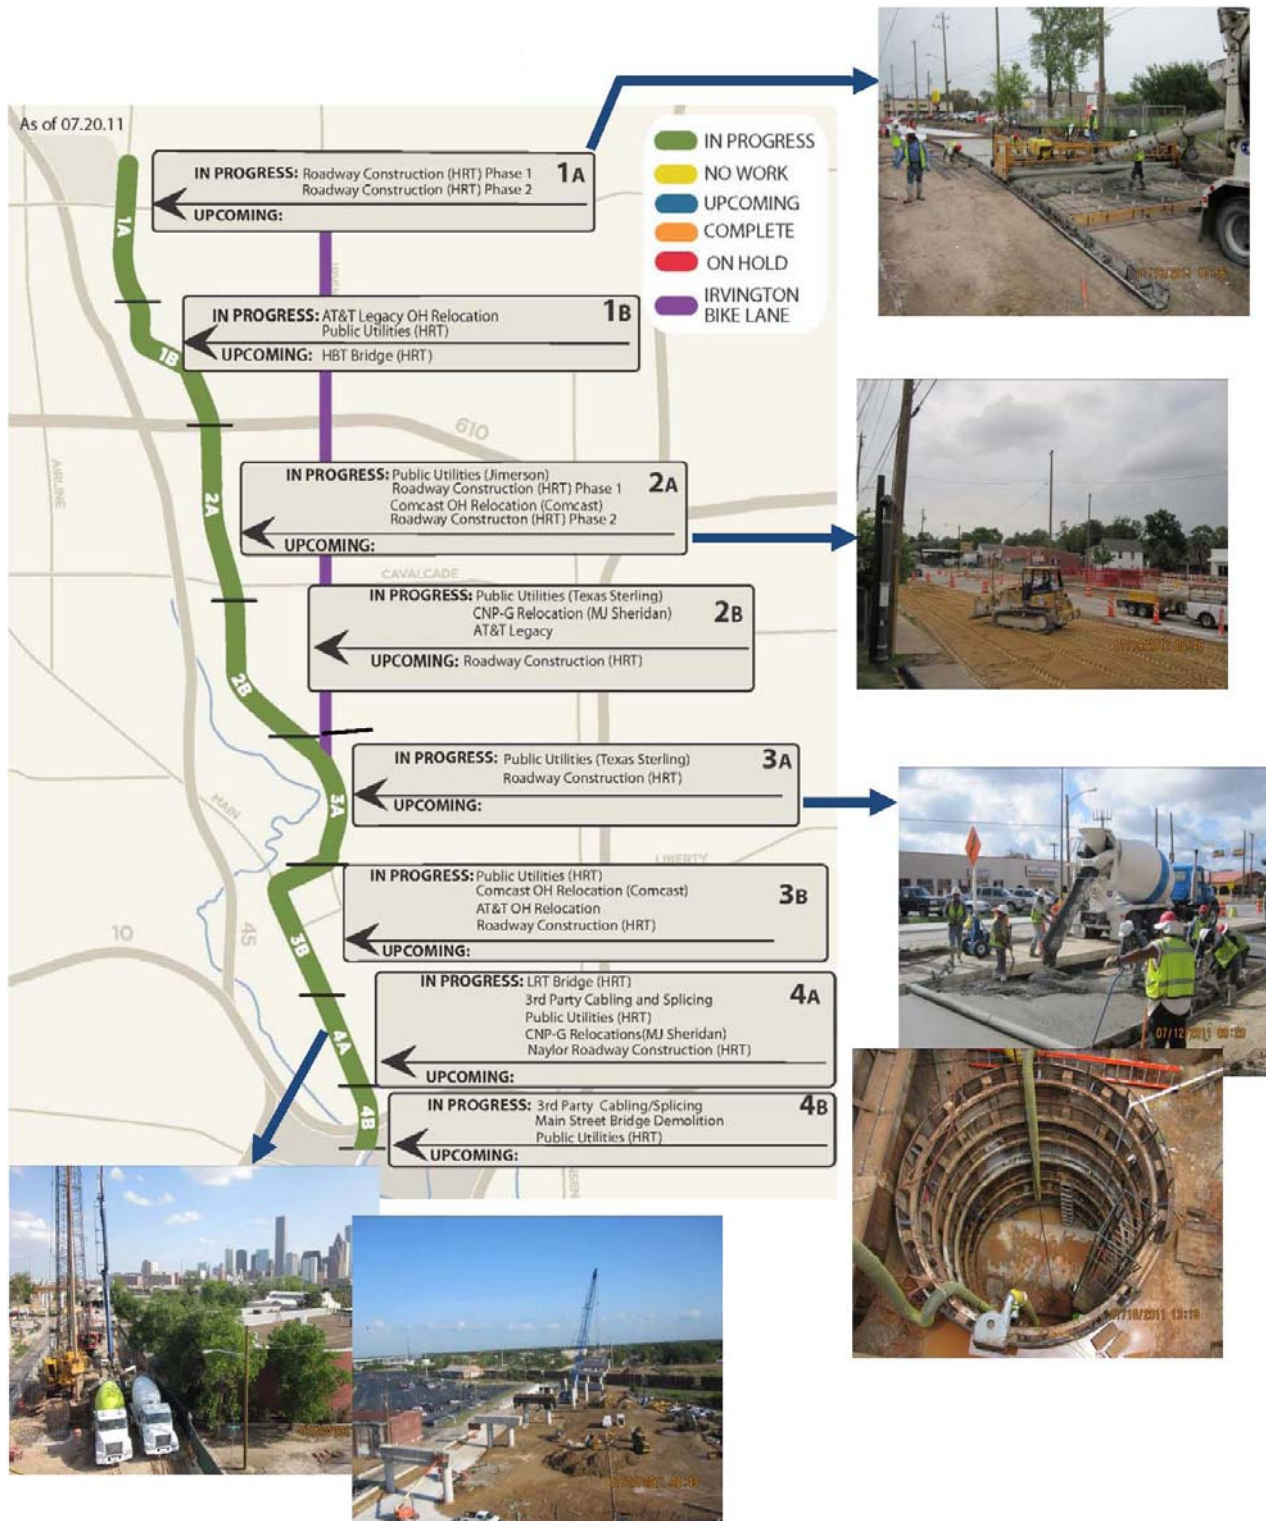 As of 07.20.11
IN PROGRESS
NO WORK
UPCOMING
COMPLETE
ON HOLD
IRVINGTON
BIKE LANE
1A
IN PROGRESS: Roadway Construction (HRT) Phase 1
Roadway Construction (HRT) Phase 2
UPCOMING:
1A
1B
IN PROGRESS: AT&T Legacy OH Relocation
Public Utilities (HRT)
UPCOMING: HBT Bridge (HRT)
1B
610
AIRLINE
2A
IN PROGRESS: Public Utilities (Jimerson)
Roadway Construction (HRT) Phase 1
Comcast OH Relocation (Comcast)
Roadway Constructon (HRT) Phase 2
UPCOMING:
2A
CAVALCADE
2B
IN PROGRESS: Public Utilities (Texas Sterling)
CNP-G Relocation (MJ Sheridan)
AT&T Legacy
UPCOMING: Roadway Construction (HRT)
2B
3A
IN PROGRESS: Public Utilities (Texas Sterling)
Roadway Construction (HRT)
UPCOMING:
3A
MAIN
LIBERTY
3B
IN PROGRESS: Public Utilities (HRT)
Comcast OH Relocation (Comcast)
AT&T OH Relocation
Roadway Construction (HRT)
UPCOMING:
10
45
3B
4A
IN PROGRESS: LRT Bridge (HRT)
3rd Party Cabling and Splicing
Public Utilities (HRT)
CNP-G Relocations(MJ Sheridan)
Naylor Roadway Construction (HRT)
UPCOMING:
4A
07/12/2011 09:29
4B
IN PROGRESS: 3rd Party Cabling/Splicing
Main Street Bridge Demolition
Public Utilities (HRT)
UPCOMING:
4B